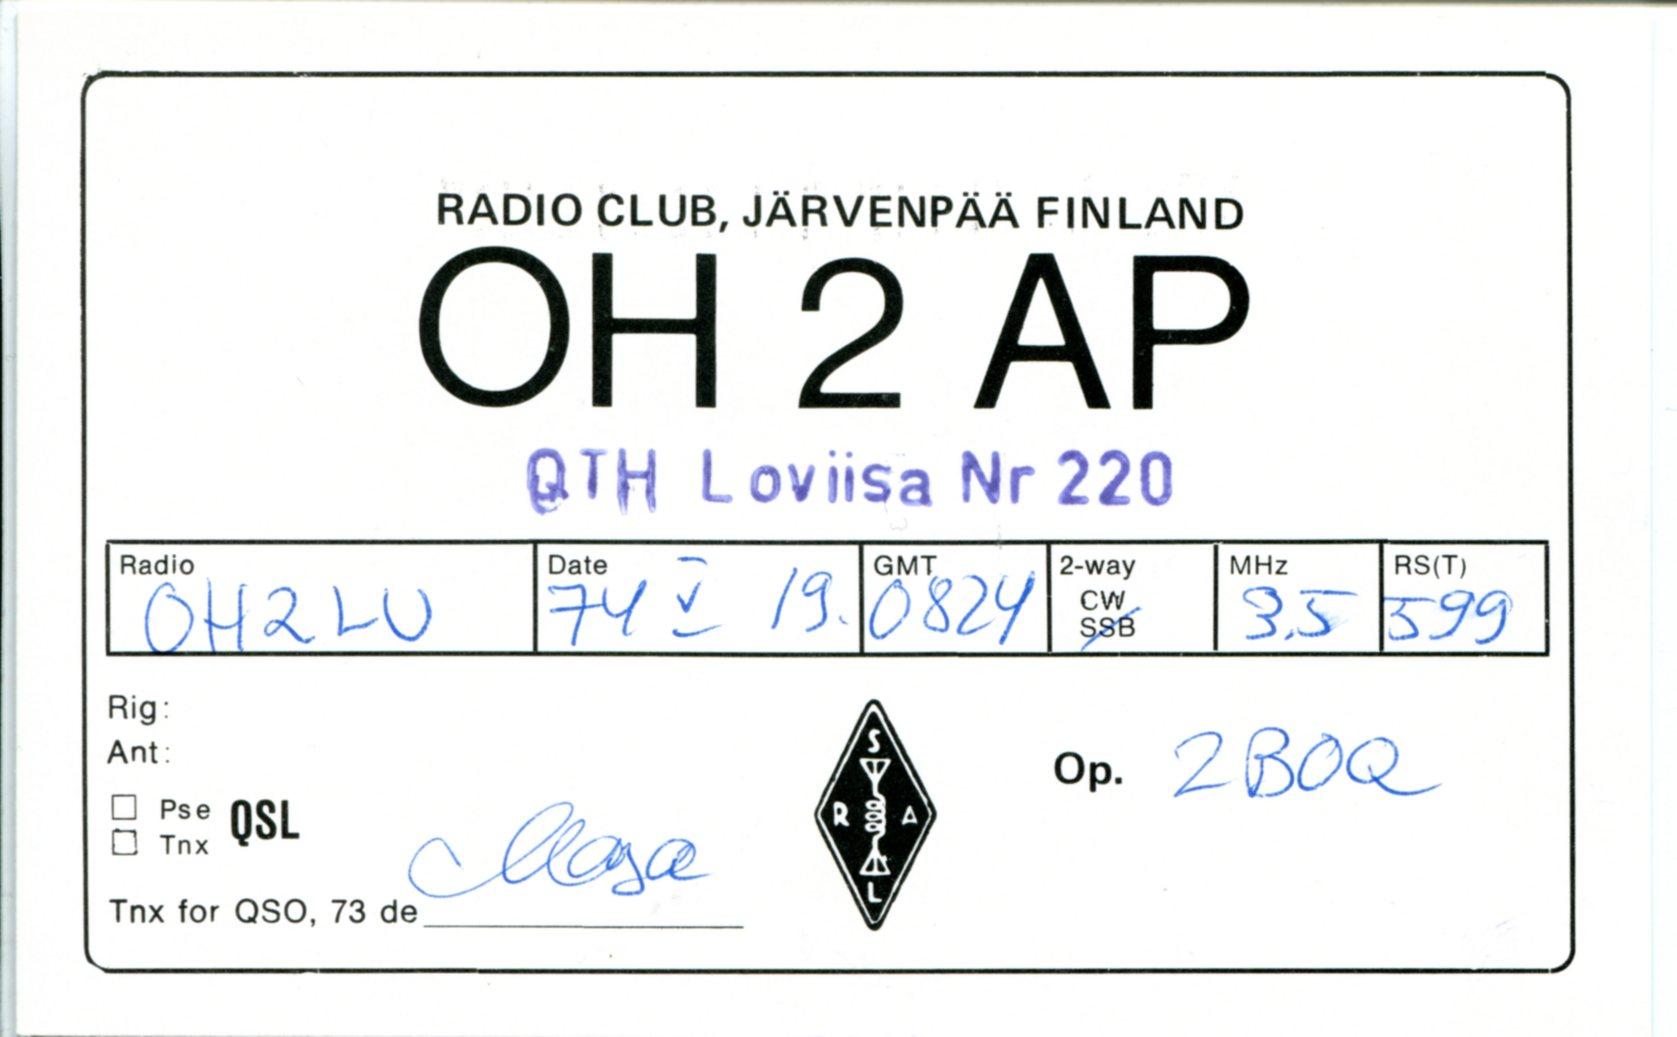 RADIO CLUB, JÄRVENPÄÄ FINLAND
OH 2 AP
QTH Loviisa Nr 220
Radio Date GMT 2-way MHz RS(T)
OH2LU 74 V 19. 0824 CW SSB 3.5 599
Rig:
Ant:
Op. 2BOQ
Pse QSL
Tnx
Tnx for QSO, 73 de Masa
S
R A
L